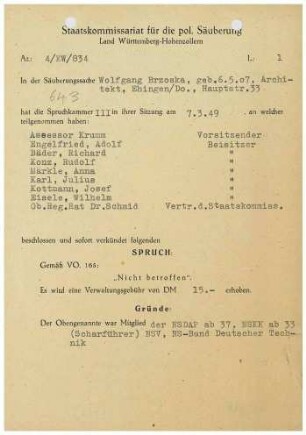 Staatskommissariat für die pol. Säuberung
Land Württemberg-Hohenzollern
Az: 4/XW/834 L.: 1
In der Säuberungssache Wolfgang Brzoska, geb.6.5.07, Archi-
tekt, Ehingen/Do., Hauptstr.33
643
hat die Spruchkammer III in ihrer Sitzung am 7.3.49 . an welcher
teilgenommen haben:
Assessor Krumm Vorsitzender
Engelfried, Adolf Beisitzer
Bäder, Richard "
Konz, Rudolf "
Bärkle, Anna "
Karl, Julius "
Kottmann, Josef "
Eisele, Wilhelm "
Ob.Reg.Rat Dr.Schmid Vertr.d.Staatskommiss.
beschlossen und sofort verkündet folgenden
SPRUCH:
Gemäß VO. 165:
„Nicht betroffen“.
Es wird eine Verwaltungsgebühr von DM 15.- erhoben.
Gründe:
Der Obengenannte war Mitglied der NSDAP ab 37, NSKK ab 33
(Scharführer) NSV, NS-Bund Deutscher Tech-
nik